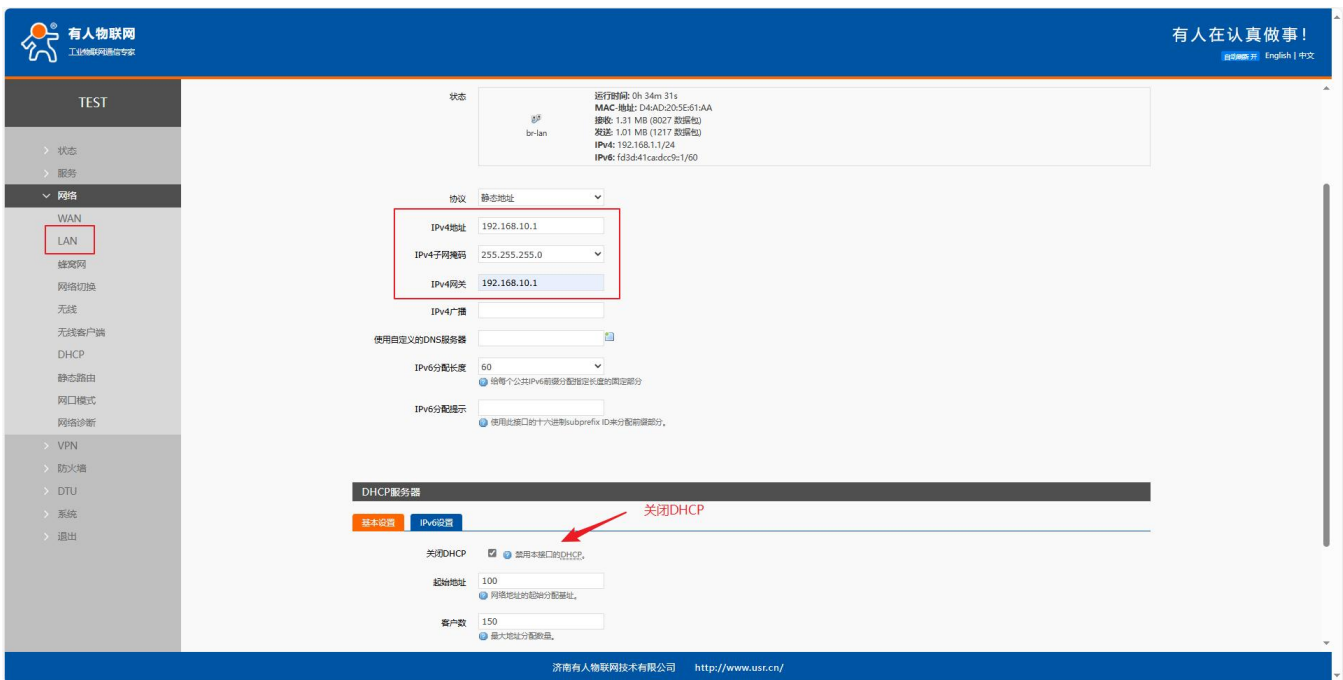 有人物联网
工业物联网通信专家
有人在认真做事!
自动刷新 开 English | 中文
TEST
状态
服务
网络
WAN
LAN
蜂窝网
网络切换
无线
无线客户端
DHCP
静态路由
网口模式
网络诊断
VPN
防火墙
DTU
系统
退出
状态
br-lan
运行时间: 0h 34m 31s
MAC-地址: D4:AD:20:5E:61:AA
接收: 1.31 MB (8027 数据包)
发送: 1.01 MB (1217 数据包)
IPv4: 192.168.1.1/24
IPv6: fd3d:41ca:dcc9::1/60
协议 静态地址
IPv4地址 192.168.10.1
IPv4子网掩码 255.255.255.0
IPv4网关 192.168.10.1
IPv4广播
使用自定义的DNS服务器
IPv6分配长度 60
给每个公共IPv6前缀分配指定长度的固定部分
IPv6分配提示
使用此接口的十六进制subprefix ID来分配前缀部分。
DHCP服务器
关闭DHCP
基本设置 IPv6设置
关闭DHCP 禁用本接口的DHCP。
起始地址 100
网络地址的起始分配基址。
客户数 150
最大地址分配数量。
济南有人物联网技术有限公司 http://www.usr.cn/